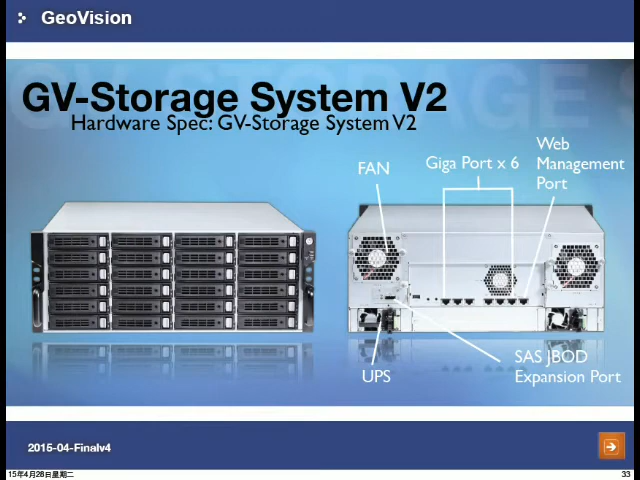 GeoVision
GV-STORAGE S
GV-Storage System V2
Hardware Spec: GV-Storage System V2
FAN
Giga Port x 6
Web
Management
Port
UPS
SAS JBOD
Expansion Port
2015-04-Finalv4
15年4月28日星期二
33